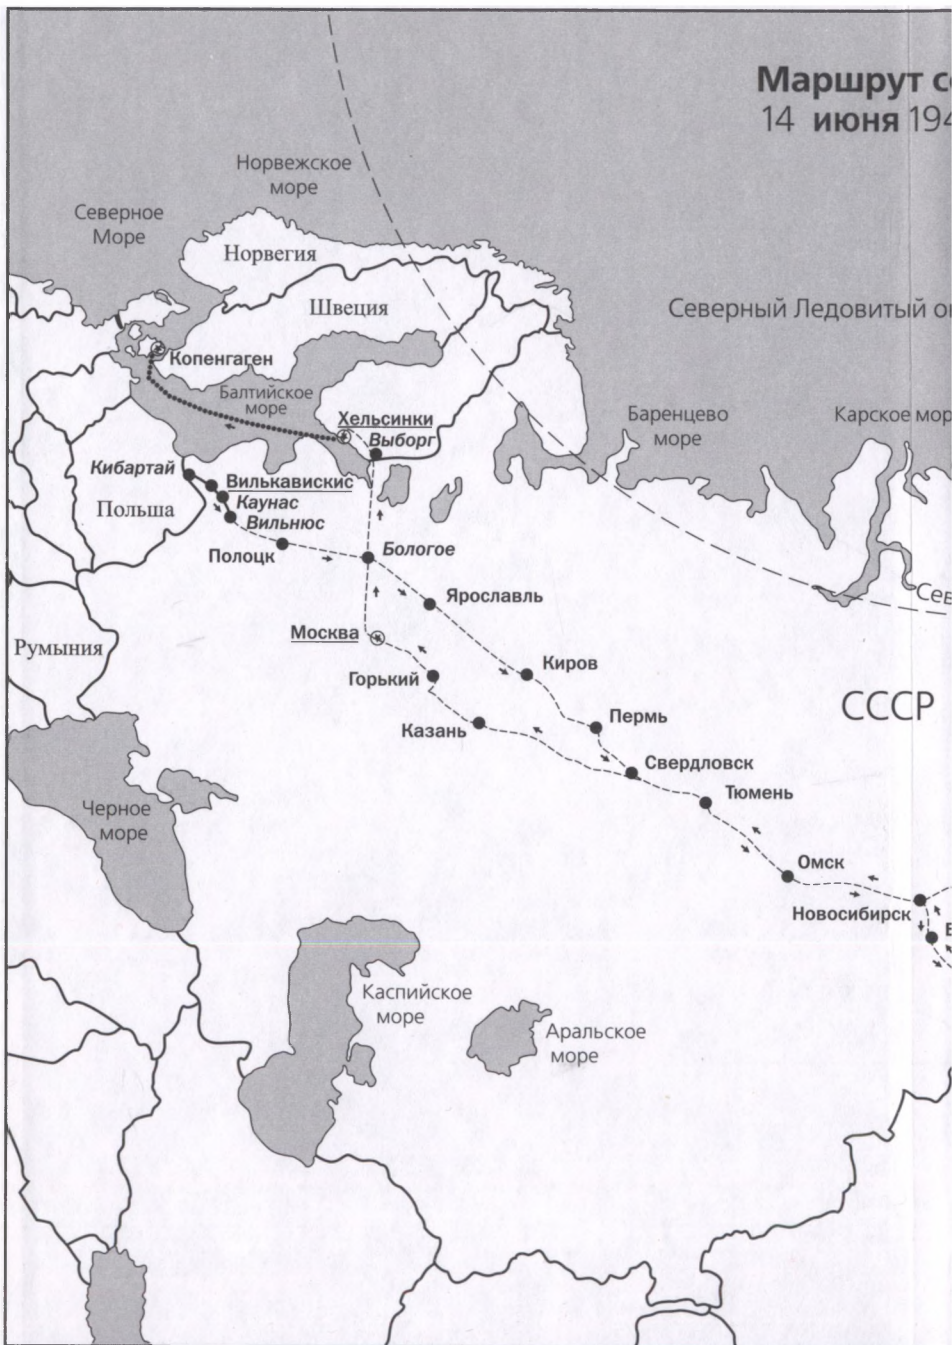 Маршрут с
14 июня 194
Норвежское
море
Северное
Море
Норвегия
Швеция
Северный Ледовитый о
Копенгаген
Балтийское
море
Хельсинки
Выборг
Баренцево
море
Карское мор
Кибартай
Вилькавискис
Каунас
Вильнюс
Польша
Полоцк
Бологое
Ярославль
Сев
Москва
Румыния
Горький
Киров
СССР
Казань
Пермь
Свердловск
Тюмень
Черное
море
Омск
Новосибирск
Каспийское
море
Аральское
море